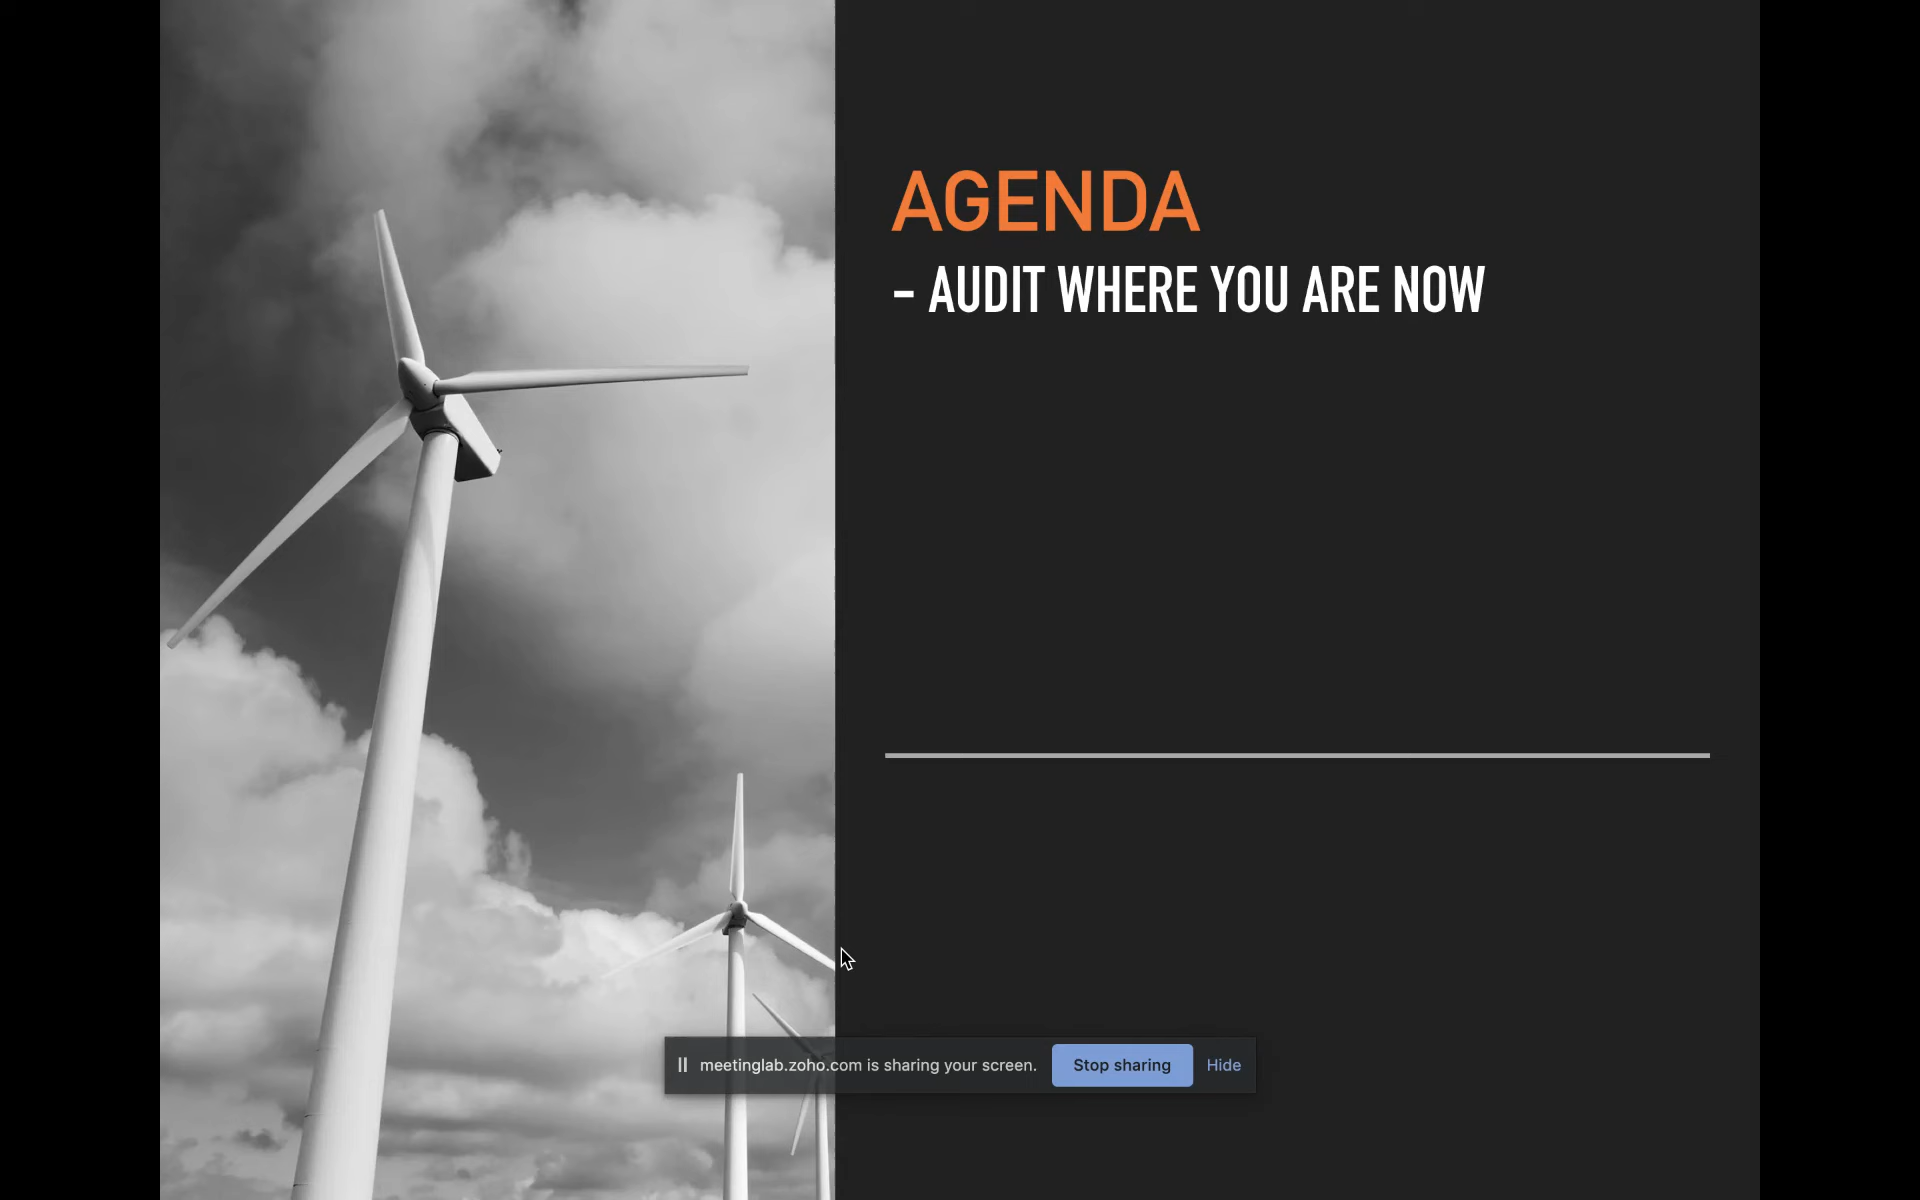 AGENDA
- AUDIT WHERE YOU ARE NOW
meetinglab.zoho.com is sharing your screen.
Stop sharing
Hide